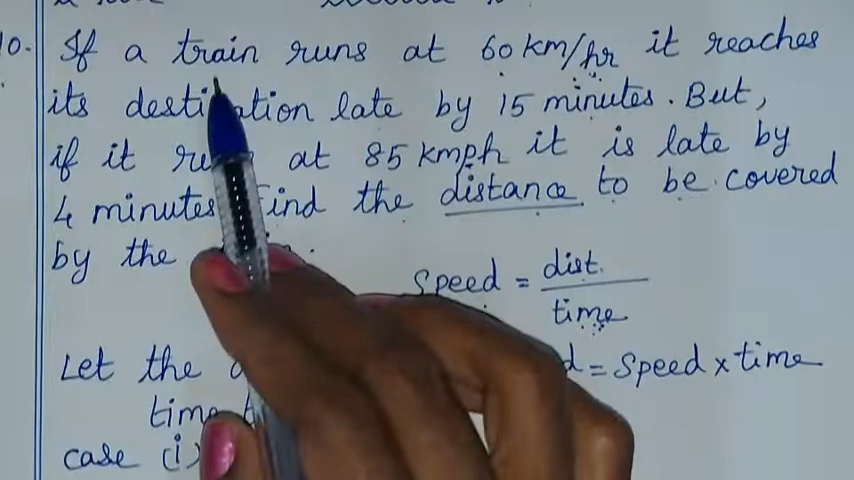 10. If a train runs at 60 km/hr it reaches
its destination late by 15 minutes. But,
if it at 85 kmph it is late by
4 minutes find the distance to be covered
by the
Speed = dist.
time
Let the = Speed x time
time
case (i)